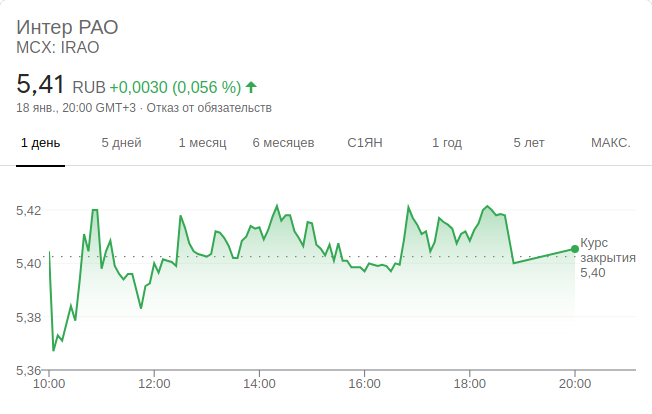 Интер РАО
MCX: IRAO
5,41 RUB +0,0030 (0,056 %)
18 янв., 20:00 GMT+3 · Отказ от обязательств
1 день 5 дней 1 месяц 6 месяцев С1ЯН 1 год 5 лет МАКС.
5,42
5,40
5,38
5,36
Курс
закрытия
5,40
10:00 12:00 14:00 16:00 18:00 20:00